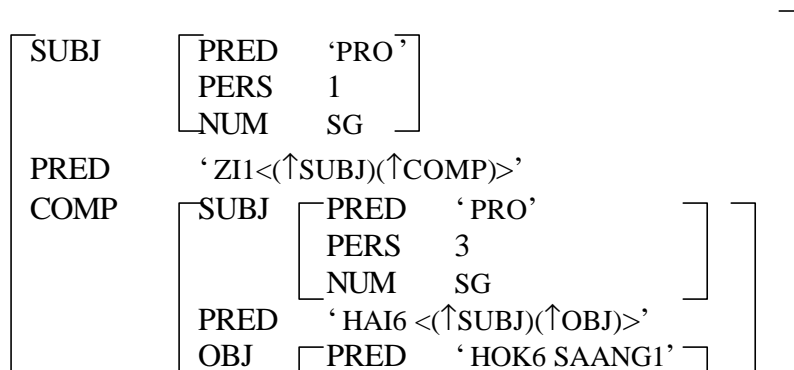 SUBJ PRED ‘PRO’
PERS 1
NUM SG
PRED ‘ZI1<(↑SUBJ)(↑COMP)>’
COMP SUBJ PRED ‘PRO’
PERS 3
NUM SG
PRED ‘HAI6 <(↑SUBJ)(↑OBJ)>’
OBJ PRED ‘HOK6 SAANG1’